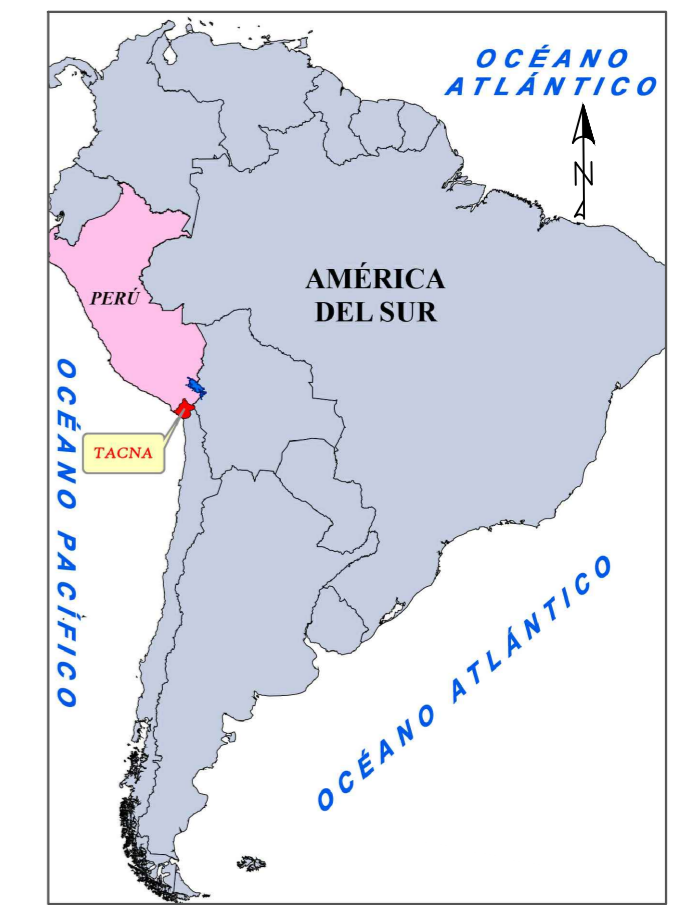 OCÉANO
ATLÁNTICO
N
AMÉRICA
DEL SUR
PERÚ
OCÉANO PACÍFICO
TACNA
OCÉANO ATLÁNTICO